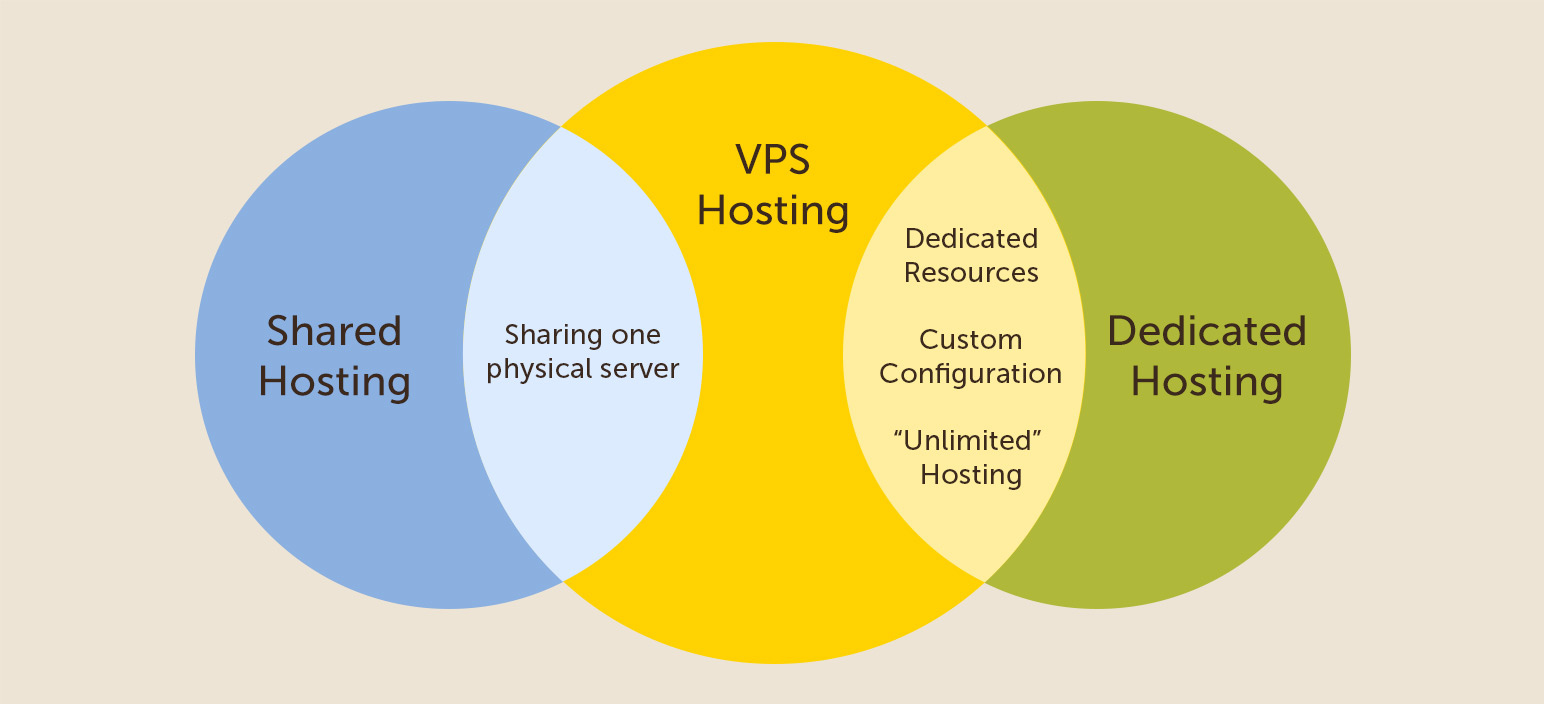 Shared
Hosting
Sharing one
physical server
VPS
Hosting
Dedicated
Resources
Custom
Configuration
“Unlimited”
Hosting
Dedicated
Hosting